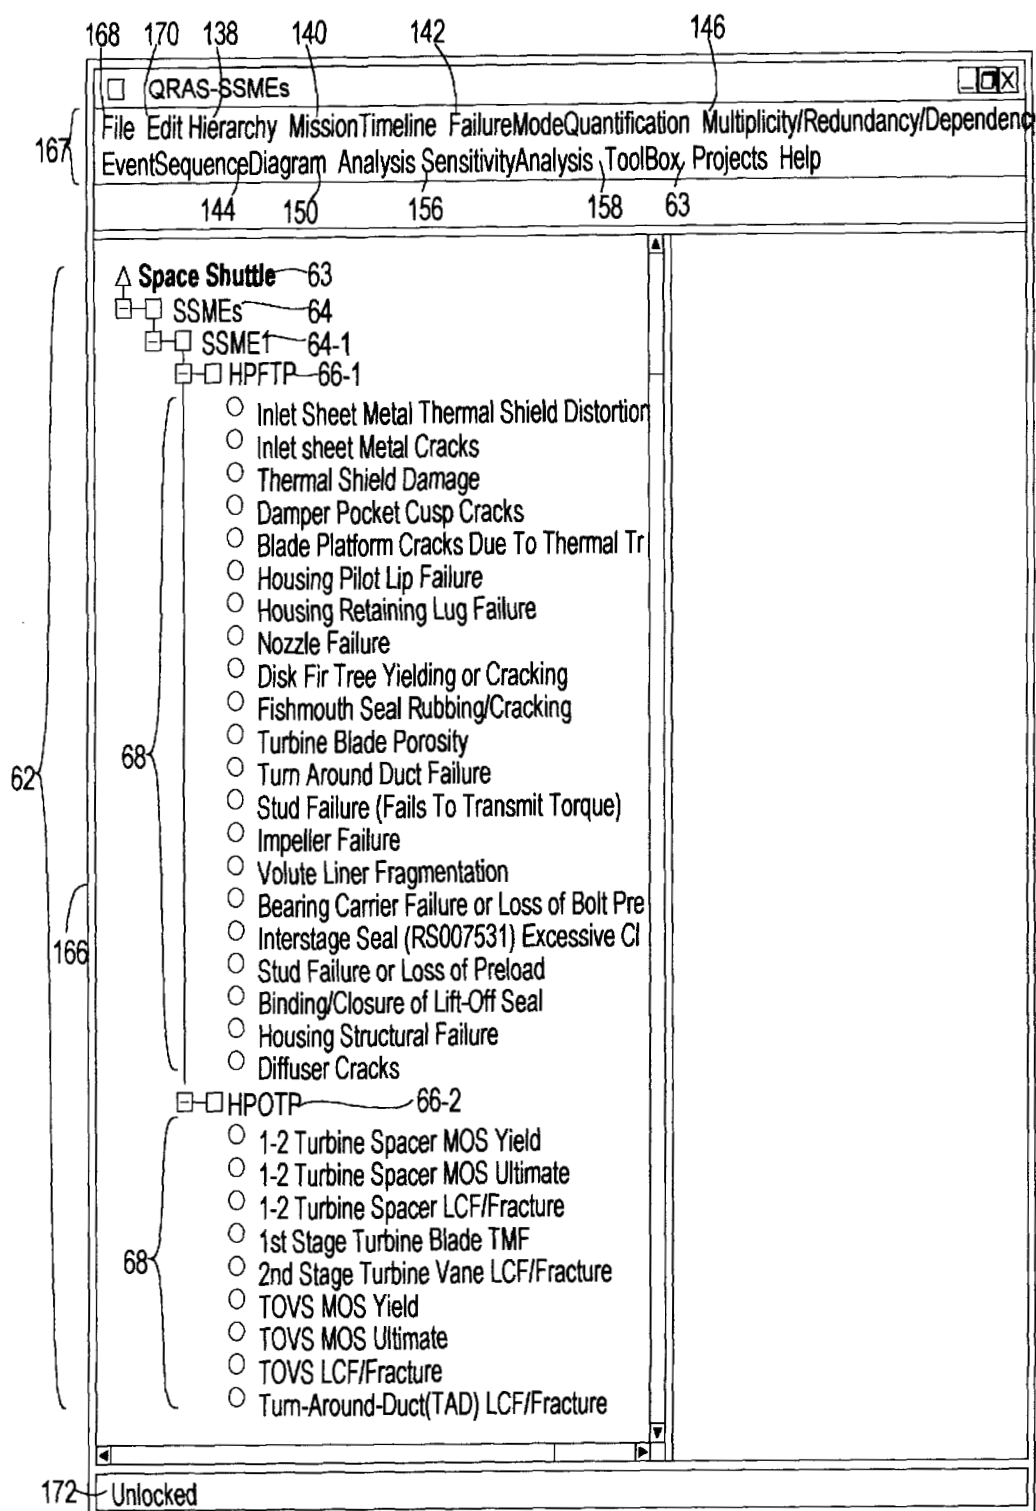 168 170 138 140 142 146
QRAS-SSMEs
File Edit Hierarchy MissionTimeline FailureModeQuantification Multiplicity/Redundancy/Dependenc
167
EventSequenceDiagram Analysis SensitivityAnalysis ToolBox Projects Help
144 150 156 158 63
Space Shuttle 63
SSMEs 64
SSME1 64-1
HPFTP 66-1
Inlet Sheet Metal Thermal Shield Distortion
Inlet sheet Metal Cracks
Thermal Shield Damage
Damper Pocket Cusp Cracks
Blade Platform Cracks Due To Thermal Tr
Housing Pilot Lip Failure
Housing Retaining Lug Failure
Nozzle Failure
Disk Fir Tree Yielding or Cracking
Fishmouth Seal Rubbing/Cracking
Turbine Blade Porosity
68
62
Turn Around Duct Failure
Stud Failure (Fails To Transmit Torque)
Impeller Failure
Volute Liner Fragmentation
Bearing Carrier Failure or Loss of Bolt Pre
166
Interstage Seal (RS007531) Excessive Cl
Stud Failure or Loss of Preload
Binding/Closure of Lift-Off Seal
Housing Structural Failure
Diffuser Cracks
HPOTP 66-2
1-2 Turbine Spacer MOS Yield
1-2 Turbine Spacer MOS Ultimate
1-2 Turbine Spacer LCF/Fracture
1st Stage Turbine Blade TMF
68
2nd Stage Turbine Vane LCF/Fracture
TOVS MOS Yield
TOVS MOS Ultimate
TOVS LCF/Fracture
Turn-Around-Duct(TAD) LCF/Fracture
172 Unlocked